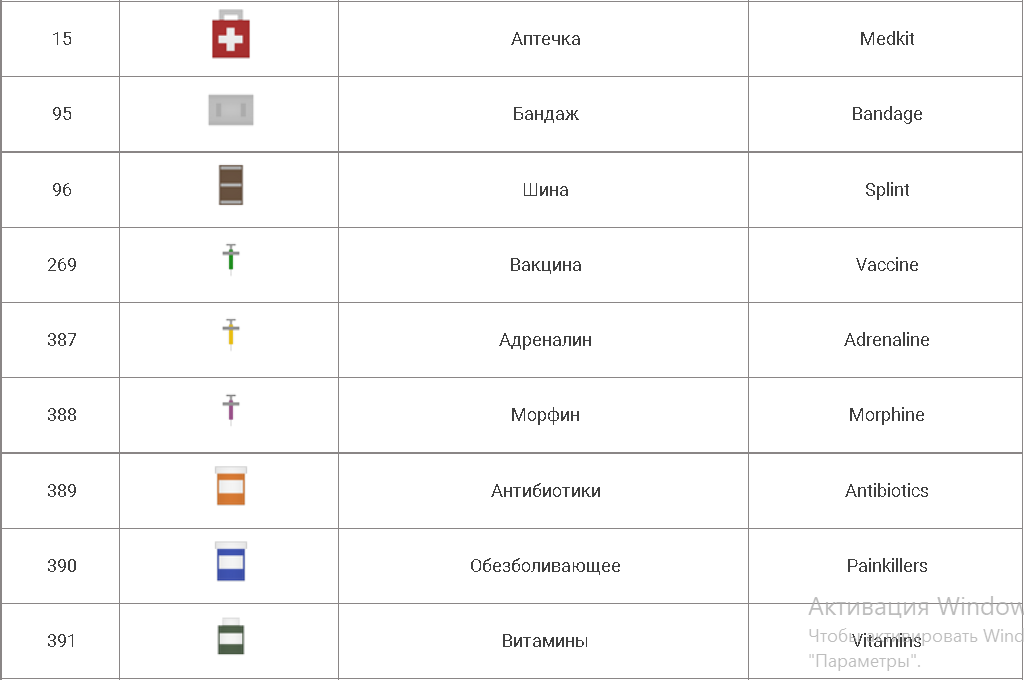 15 Аптечка Medkit
95 Бандаж Bandage
96 Шина Splint
269 Вакцина Vaccine
387 Адреналин Adrenaline
388 Морфин Morphine
389 Антибиотики Antibiotics
390 Обезболивающее Painkillers
Активация Window
391 Витамины Vitamins
Чтобы активировать Wind
"Параметры".